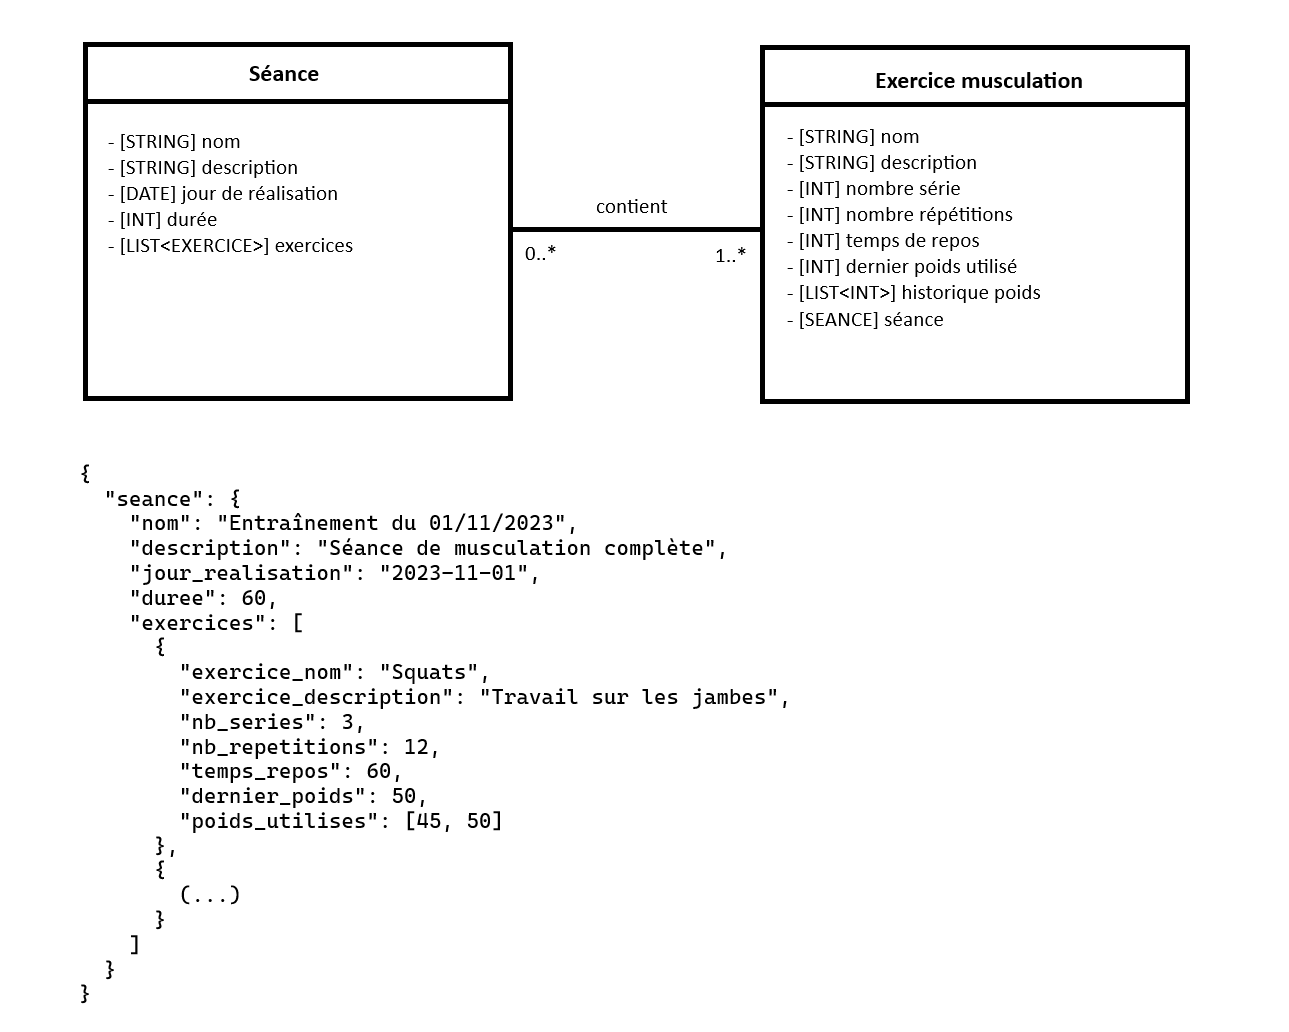 Séance
- [STRING] nom
- [STRING] description
- [DATE] jour de réalisation
- [INT] durée
- [LIST<EXERCICE>] exercices
contient
0..*
1..*
Exercice musculation
- [STRING] nom
- [STRING] description
- [INT] nombre série
- [INT] nombre répétitions
- [INT] temps de repos
- [INT] dernier poids utilisé
- [LIST<INT>] historique poids
- [SEANCE] séance
{
  "seance": {
    "nom": "Entraînement du 01/11/2023",
    "description": "Séance de musculation complète",
    "jour_realisation": "2023-11-01",
    "duree": 60,
    "exercices": [
      {
        "exercice_nom": "Squats",
        "exercice_description": "Travail sur les jambes",
        "nb_series": 3,
        "nb_repetitions": 12,
        "temps_repos": 60,
        "dernier_poids": 50,
        "poids_utilises": [45, 50]
      },
      {
        (...)
      }
    ]
  }
}